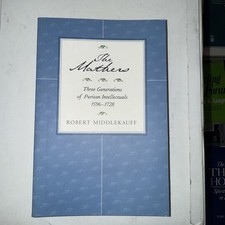 The
Mathers
Three Generations
of Puritan Intellectuals
1596–1728
ROBERT MIDDLEKAUFF